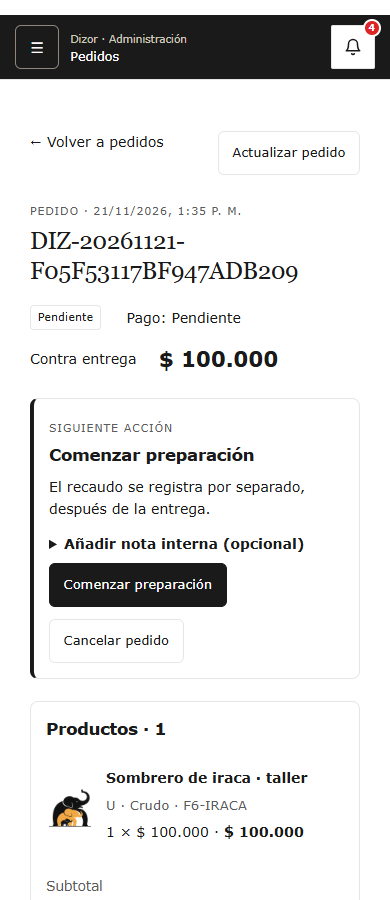 ☰
Dizor · Administración
Pedidos
4
← Volver a pedidos
Actualizar pedido
PEDIDO · 21/11/2026, 1:35 P. M.
DIZ-20261121-
F05F53117BF947ADB209
Pendiente
Pago: Pendiente
Contra entrega
$ 100.000
SIGUIENTE ACCIÓN
Comenzar preparación
El recaudo se registra por separado,
después de la entrega.
▶ Añadir nota interna (opcional)
Comenzar preparación
Cancelar pedido
Productos · 1
Sombrero de iraca · taller
U · Crudo · F6-IRACA
1 × $ 100.000 · $ 100.000
Subtotal